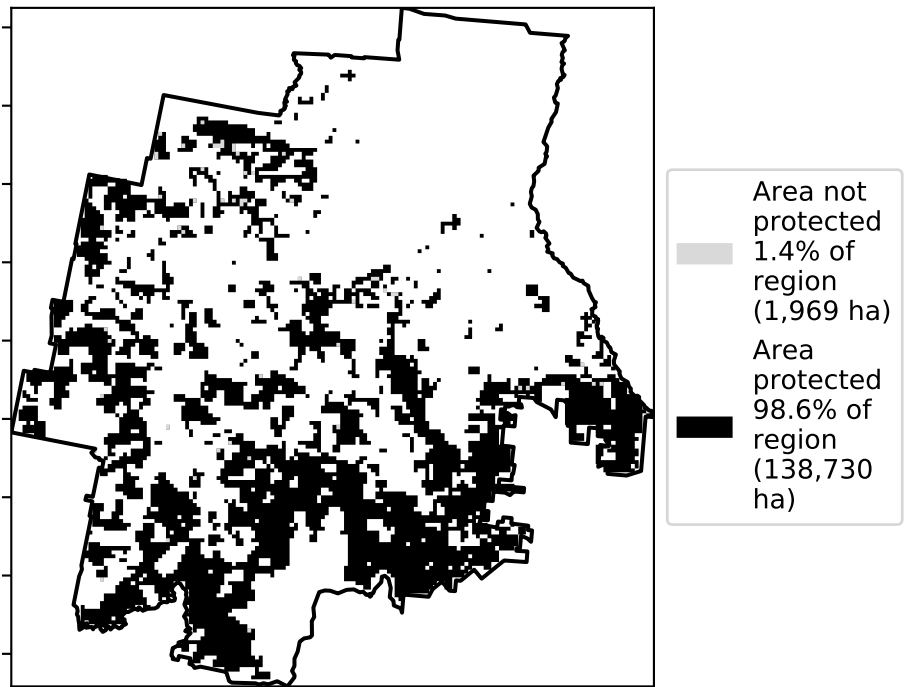 Area not
protected
1.4% of
region
(1,969 ha)
Area
protected
98.6% of
region
(138,730
ha)